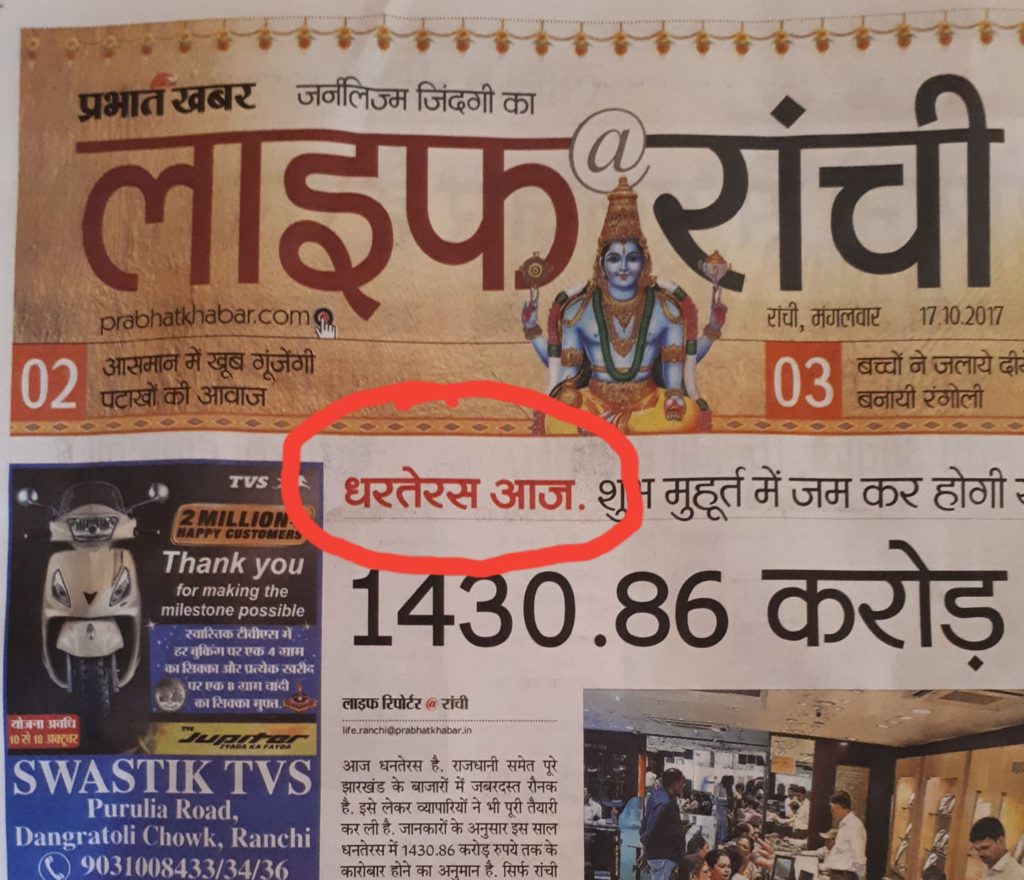 प्रभात खबर जर्नलिज्म जिंदगी का
लाइफ@रांची
prabhatkhabar.com
रांची, मंगलवार 17.10.2017
02 आसमान में खूब गूंजेंगी
पटाखों की आवाज
03 बच्चों ने जलाये
बनायी रंगोली
धरतेरस आज. शुभ मुहूर्त में जम कर होगी
1430.86 करोड़
TVS
2 MILLION+
HAPPY CUSTOMERS
Thank you
for making the
milestone possible
स्वास्तिक टीवीएस में
हर बुकिंग पर एक 4 ग्राम
का सिक्का और प्रत्येक खरीद
पर एक 8 ग्राम चांदी
का सिक्का मुफ्त.
योजना अवधि
10 से 18 अक्टूबर
TVS Jupiter
ZYADA KA FAYDA
SWASTIK TVS
Purulia Road,
Dangratoli Chowk, Ranchi
9031008433/34/36
लाइफ रिपोर्टर @ रांची
life.ranchi@prabhatkhabar.in
आज धनतेरस है. राजधानी समेत पूरे
झारखंड के बाजारों में जबरदस्त रौनक
है. इसे लेकर व्यापारियों ने भी पूरी तैयारी
कर ली है. जानकारों के अनुसार इस साल
धनतेरस में 1430.86 करोड़ रुपये तक के
कारोबार होने का अनुमान है. सिर्फ रांची